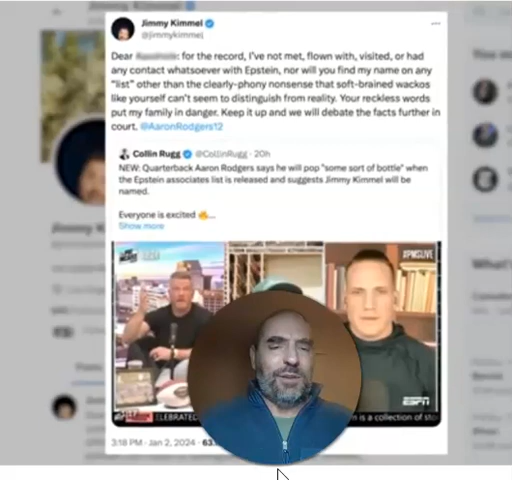 Jimmy Kimmel
@jimmykimmel
Dear for the record, I've not met, flown with, visited, or had
any contact whatsoever with Epstein, nor will you find my name on any
"list" other than the clearly-phony nonsense that soft-brained wackos
like yourself can't seem to distinguish from reality. Your reckless words
put my family in danger. Keep it up and we will debate the facts further in
court. @AaronRodgers12
Collin Rugg @CollinRugg · 20h
NEW: Quarterback Aaron Rodgers says he will pop "some sort of bottle" when
the Epstein associates list is released and suggests Jimmy Kimmel will be
named.
Everyone is excited 🔥...
Show more
#PMSLIVE
ESPN
ELEBRATED
n is a collection of
3:18 PM · Jan 2, 2024 ·